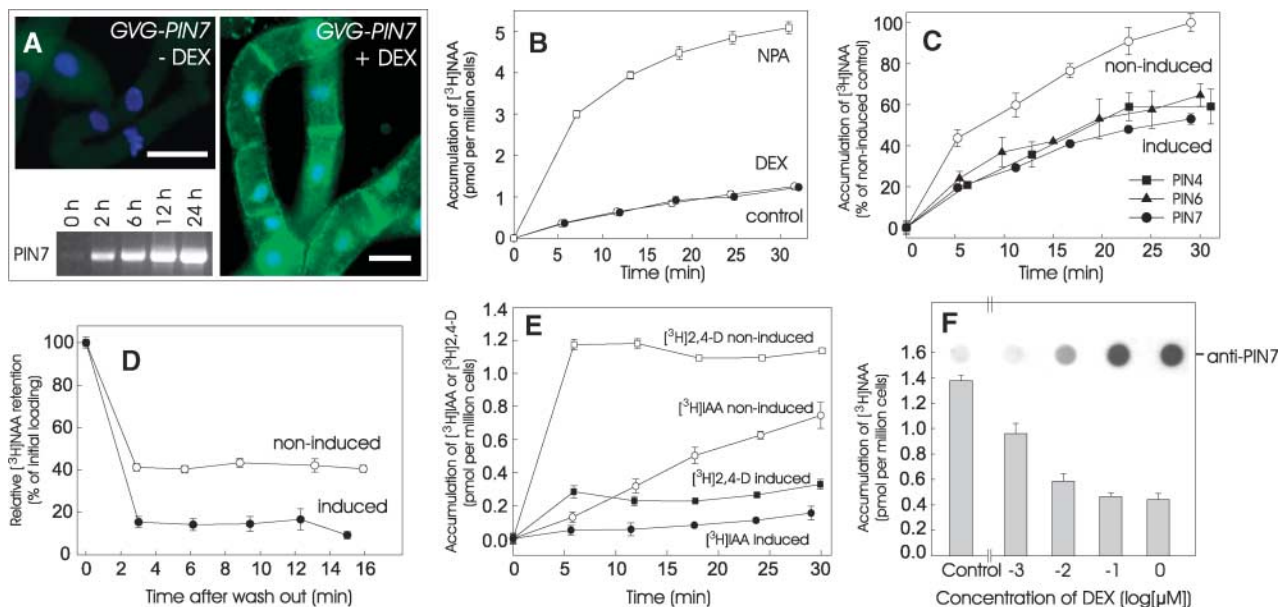 A
GVG-PIN7
- DEX
GVG-PIN7
+ DEX
0 h
2 h
6 h
12 h
24 h
PIN7
B
Accumulation of [³H]NAA
(pmol per million cells)
5
4
3
2
1
0
NPA
DEX
control
0 5 10 15 20 25 30
Time (min)
C
Accumulation of [³H]NAA
(% of non-induced control)
100
80
60
40
20
0
non-induced
induced
PIN4
PIN6
PIN7
0 5 10 15 20 25 30
Time (min)
D
Relative [³H]NAA retention
(% of initial loading)
100
80
60
40
20
0
non-induced
induced
0 2 4 6 8 10 12 14 16
Time after wash out (min)
E
Accumulation of [³H]IAA or [³H]2,4-D
(pmol per million cells)
1.4
1.2
1.0
0.8
0.6
0.4
0.2
0.0
[³H]2,4-D non-induced
[³H]IAA non-induced
[³H]2,4-D induced
[³H]IAA induced
0 5 10 15 20 25 30
Time (min)
F
anti-PIN7
Accumulation of [³H]NAA
(pmol per million cells)
1.6
1.4
1.2
1.0
0.8
0.6
0.4
0.2
0.0
Control -3 -2 -1 0
Concentration of DEX (log[µM])